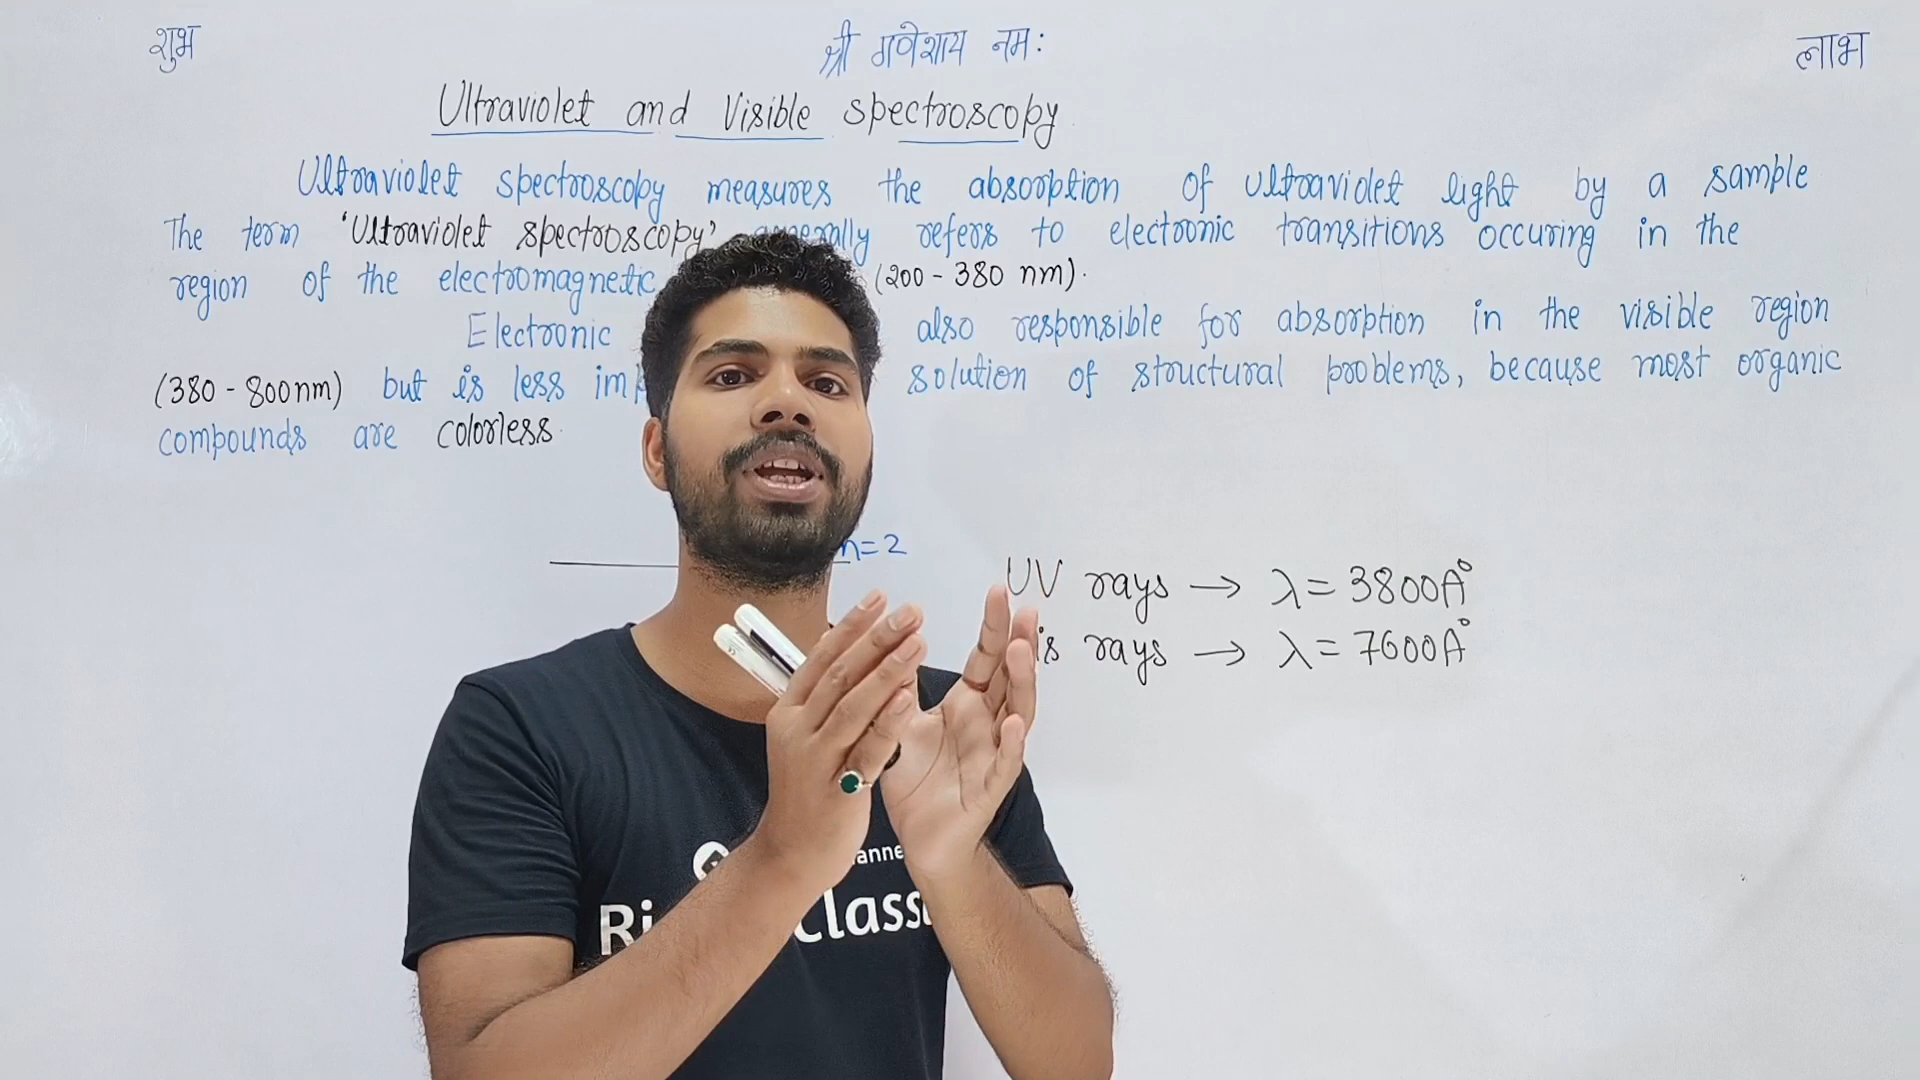 शुभ श्री गणेशाय नम: लाभ
Ultraviolet and Visible spectroscopy
Ultraviolet spectroscopy measures the absorption of ultraviolet light by a sample
The term 'Ultraviolet spectroscopy' generally refers to electronic transitions occuring in the
region of the electromagnetic (200 - 380 nm).
Electronic also responsible for absorption in the visible region
(380 - 800nm) but is less solution of structural problems, because most organic
compounds are colorless.
n=2
UV rays → λ = 3800A°
rays → λ = 7600A°